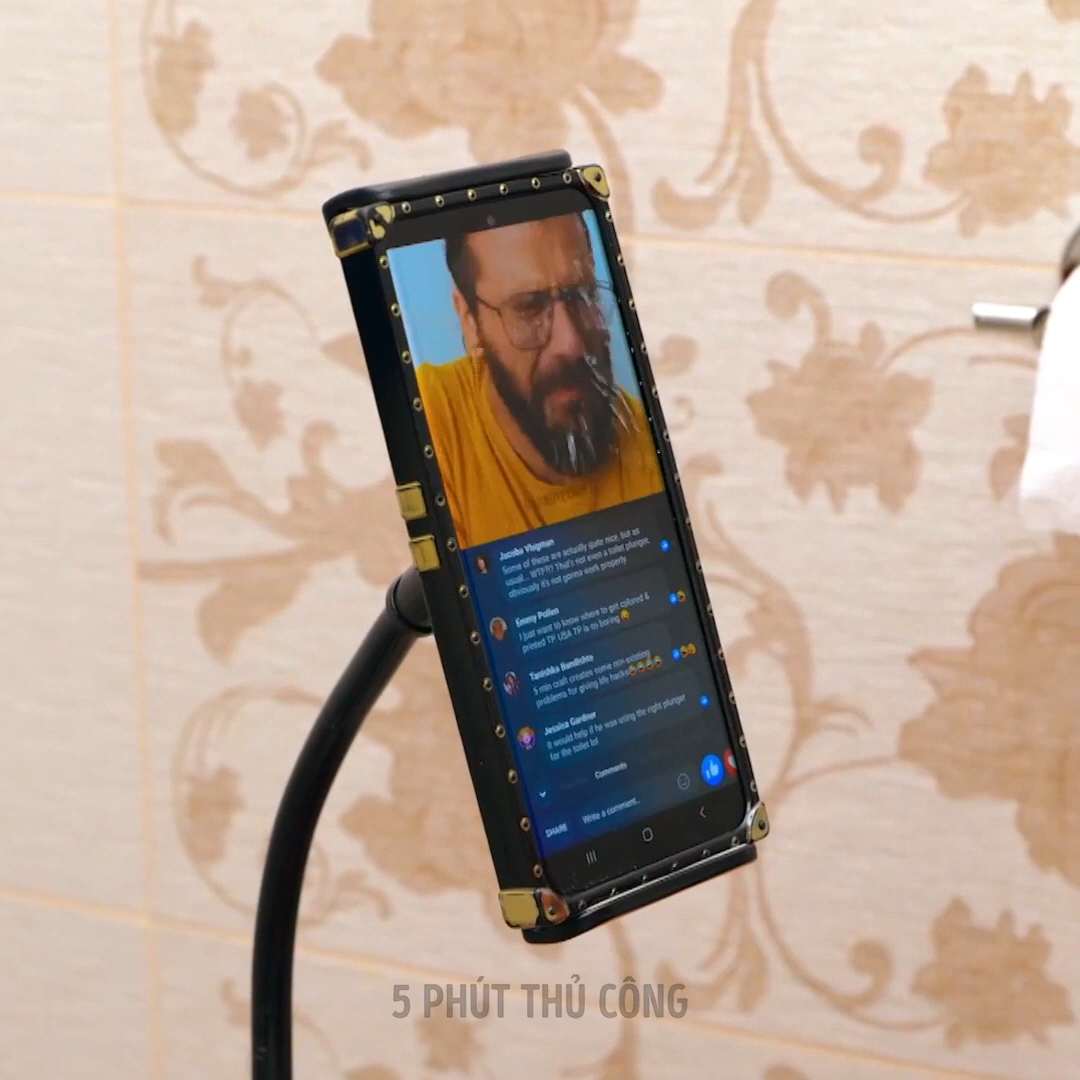 Jacoba Vlugman
Some of these are actually quite nice, but as
usual... WTF?!? That's not even a toilet plunger,
obviously it's not gonna work properly
Emmy Pollen
I just want to know where to get colored &
printed TP. USA TP is so boring
Tanishka Bandishte
5 min craft creates some non existing
problems for giving life hacks
Jessica Gardner
It would help if he was using the right plunger
for the toilet lol
Comments
SHARE
Write a comment...
5 PHÚT THỦ CÔNG